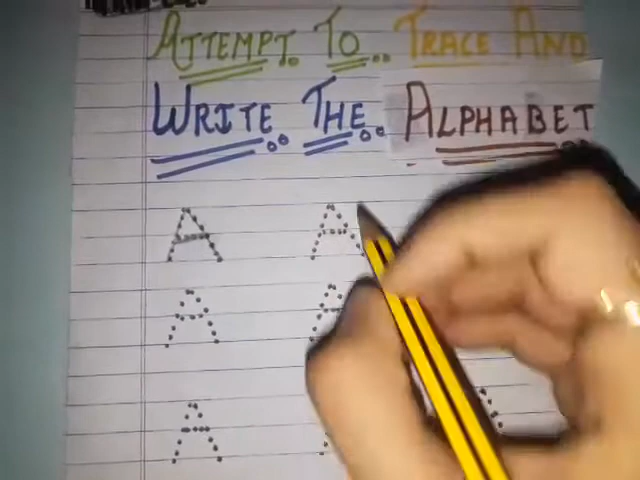 ATTEMPT TO TRACE AND
WRITE THE ALPHABET
A A
A A
A